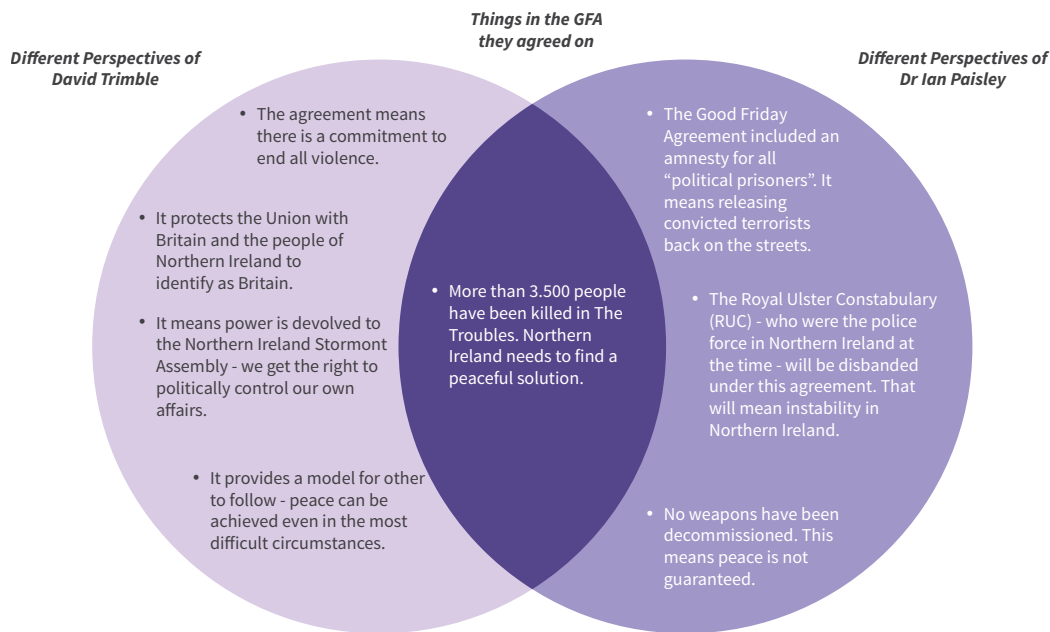 Things in the GFA
they agreed on
Different Perspectives of
David Trimble
Different Perspectives of
Dr Ian Paisley
• The agreement means
there is a commitment to
end all violence.
• It protects the Union with
Britain and the people of
Northern Ireland to
identify as Britain.
• It means power is devolved to
the Northern Ireland Stormont
Assembly - we get the right to
politically control our own
affairs.
• It provides a model for other
to follow - peace can be
achieved even in the most
difficult circumstances.
• More than 3.500 people
have been killed in The
Troubles. Northern
Ireland needs to find a
peaceful solution.
• The Good Friday
Agreement included an
amnesty for all
“political prisoners”. It
means releasing
convicted terrorists
back on the streets.
• The Royal Ulster Constabulary
(RUC) - who were the police
force in Northern Ireland at
the time - will be disbanded
under this agreement. That
will mean instability in
Northern Ireland.
• No weapons have been
decommissioned. This
means peace is not
guaranteed.